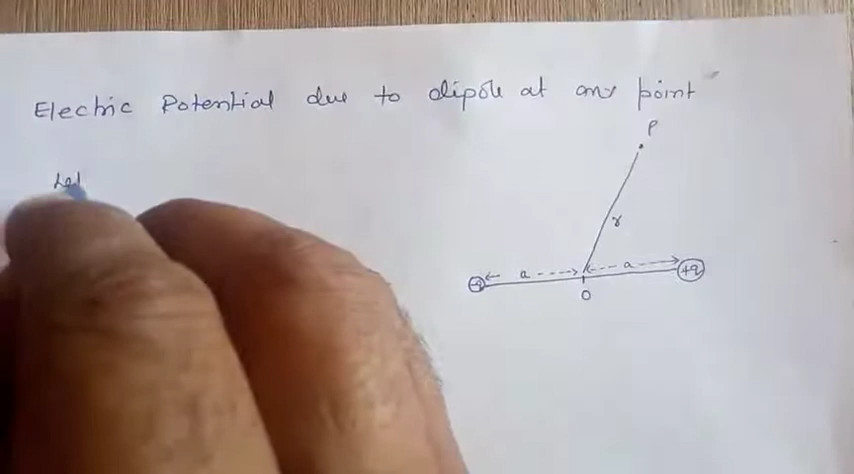 Electric Potential due to dipole at any point
P
Let
r
-q a a +q
O